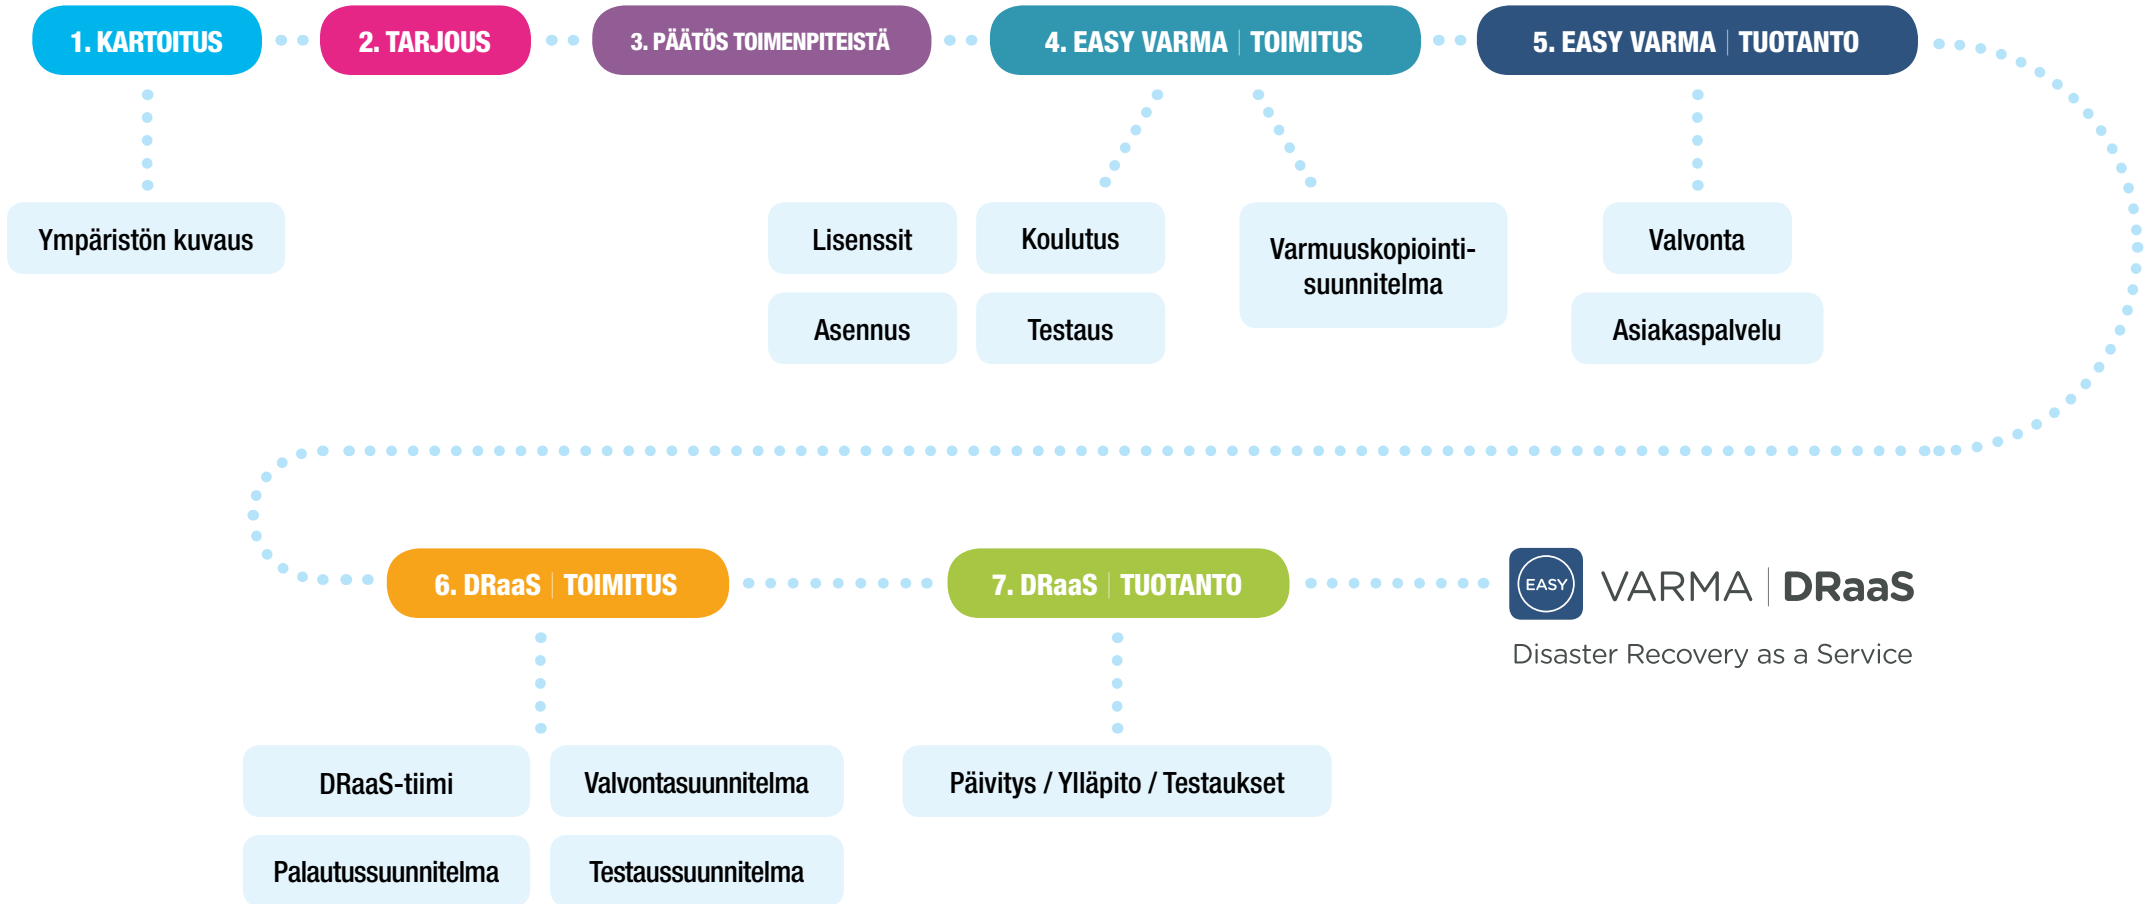 1. KARTOITUS
2. TARJOUS
3. PÄÄTÖS TOIMENPITEISTÄ
4. EASY VARMA | TOIMITUS
5. EASY VARMA | TUOTANTO
Ympäristön kuvaus
Lisenssit
Koulutus
Asennus
Testaus
Varmuuskopiointi-
suunnitelma
Valvonta
Asiakaspalvelu
6. DRaaS | TOIMITUS
7. DRaaS | TUOTANTO
EASY VARMA | DRaaS
Disaster Recovery as a Service
DRaaS-tiimi
Valvontasuunnitelma
Palautussuunnitelma
Testaussuunnitelma
Päivitys / Ylläpito / Testaukset